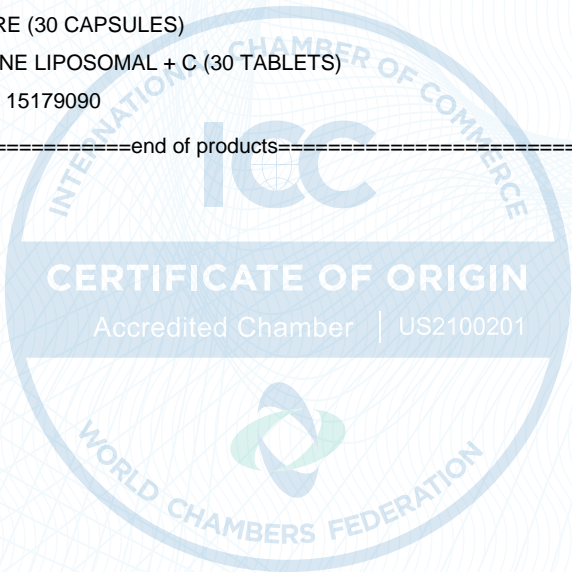 RE (30 CAPSULES)
NE LIPOSOMAL + C (30 TABLETS)
15179090
===========end of products=========================
INTERNATIONAL CHAMBER OF COMMERCE
ICC
CERTIFICATE OF ORIGIN
Accredited Chamber | US2100201
WORLD CHAMBERS FEDERATION